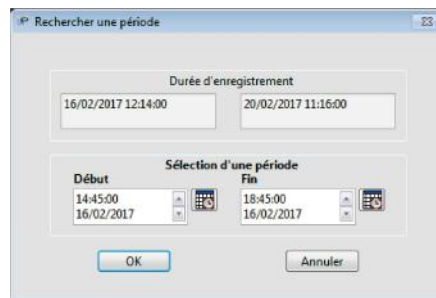 Rechercher une période
Durée d'enregistrement
16/02/2017 12:14:00 20/02/2017 11:16:00
Sélection d'une période
Début Fin
14:45:00 18:45:00
16/02/2017 16/02/2017
OK Annuler